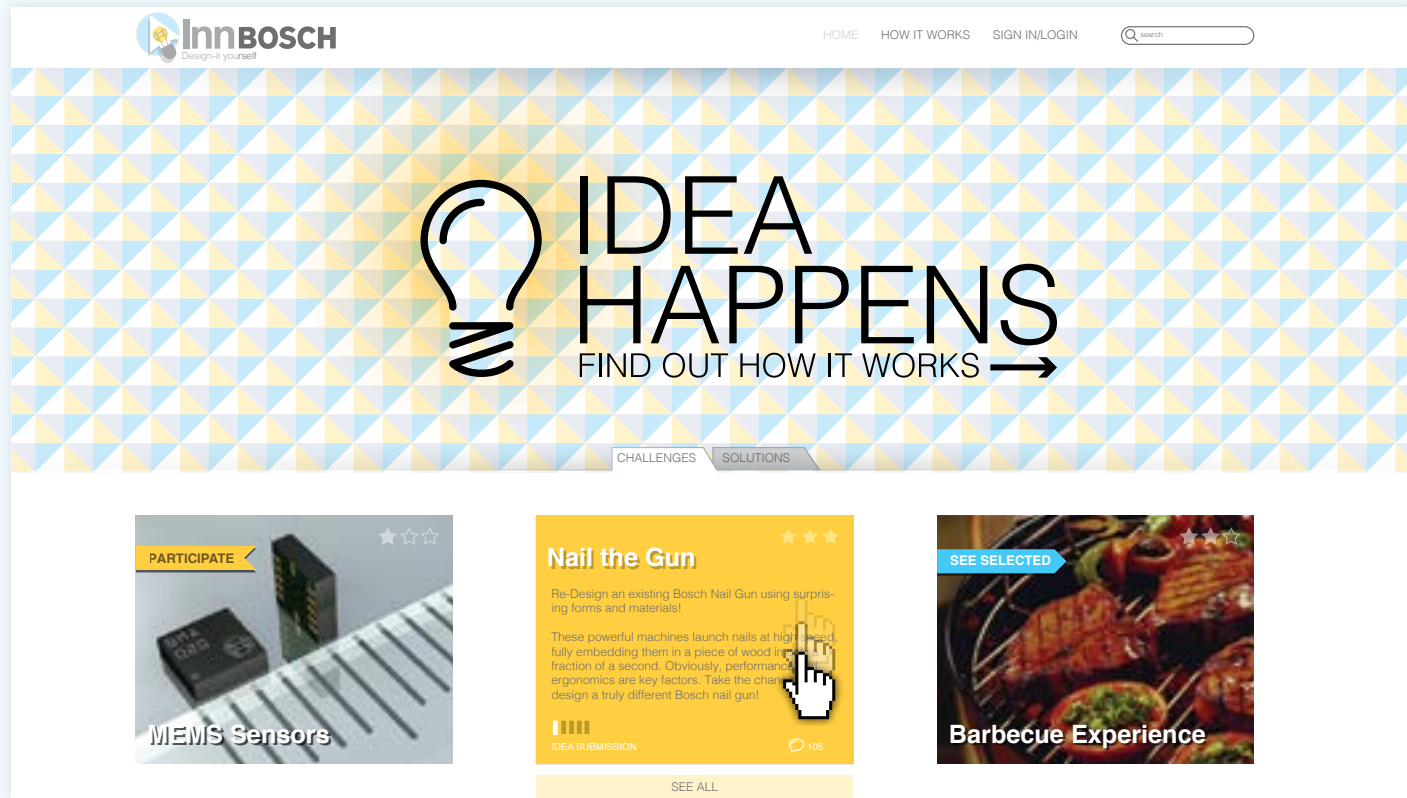 InnBOSCH
Design-it yourself
HOME HOW IT WORKS SIGN IN/LOGIN search
IDEA
HAPPENS
FIND OUT HOW IT WORKS
CHALLENGES SOLUTIONS
PARTICIPATE
MEMS Sensors
Nail the Gun
Re-Design an existing Bosch Nail Gun using surpris-
ing forms and materials!
These powerful machines launch nails at high speed,
fully embedding them in a piece of wood in a
fraction of a second. Obviously, performance
ergonomics are key factors. Take the
design a truly different Bosch nail gun!
IDEA SUBMISSION 105
SEE SELECTED
Barbecue Experience
SEE ALL